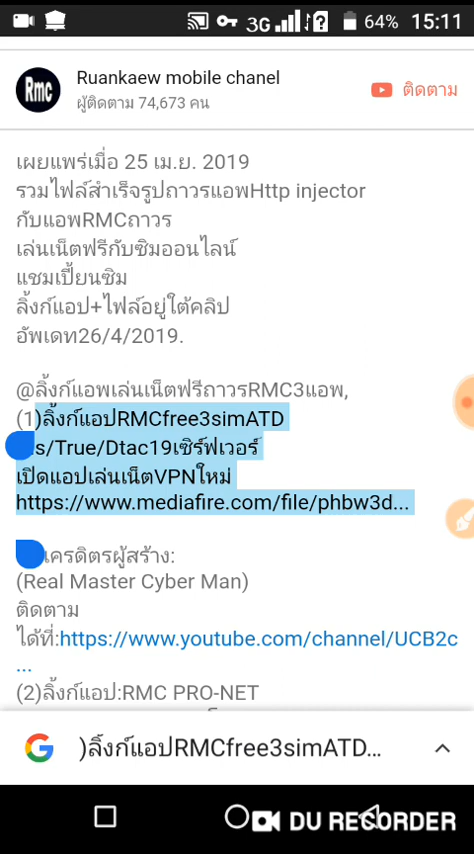 3G 64% 15:11
Rmc
Ruankaew mobile chanel
ผู้ติดตาม 74,673 คน
ติดตาม
เผยแพร่เมื่อ 25 เม.ย. 2019
รวมไฟล์สำเร็จรูปถาวรแอพHttp injector
กับแอพRMCถาวร
เล่นเน็ตฟรีกับซิมออนไลน์
แชมเปี้ยนซิม
ลิ้งก์แอป+ไฟล์อยู่ใต้คลิป
อัพเดท26/4/2019.
@ลิ้งก์แอพเล่นเน็ตฟรีถาวรRMC3แอพ,
(1)ลิ้งก์แอปRMCfree3simATD
s/True/Dtac19เซิร์ฟเวอร์
เปิดแอปเล่นเน็ตVPNใหม่
https://www.mediafire.com/file/phbw3d...
เครดิตรผู้สร้าง:
(Real Master Cyber Man)
ติดตาม
ได้ที่:https://www.youtube.com/channel/UCB2c
...
(2)ลิ้งก์แอป:RMC PRO-NET
)ลิ้งก์แอปRMCfree3simATD...
DU RECORDER